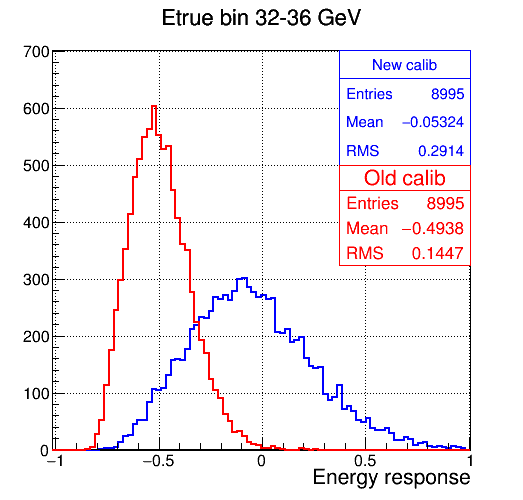 Etrue bin 32-36 GeV
700
600
500
400
300
200
100
0
New calib
Entries 8995
Mean −0.05324
RMS 0.2914
Old calib
Entries 8995
Mean −0.4938
RMS 0.1447
−1 −0.5 0 0.5 1
Energy response